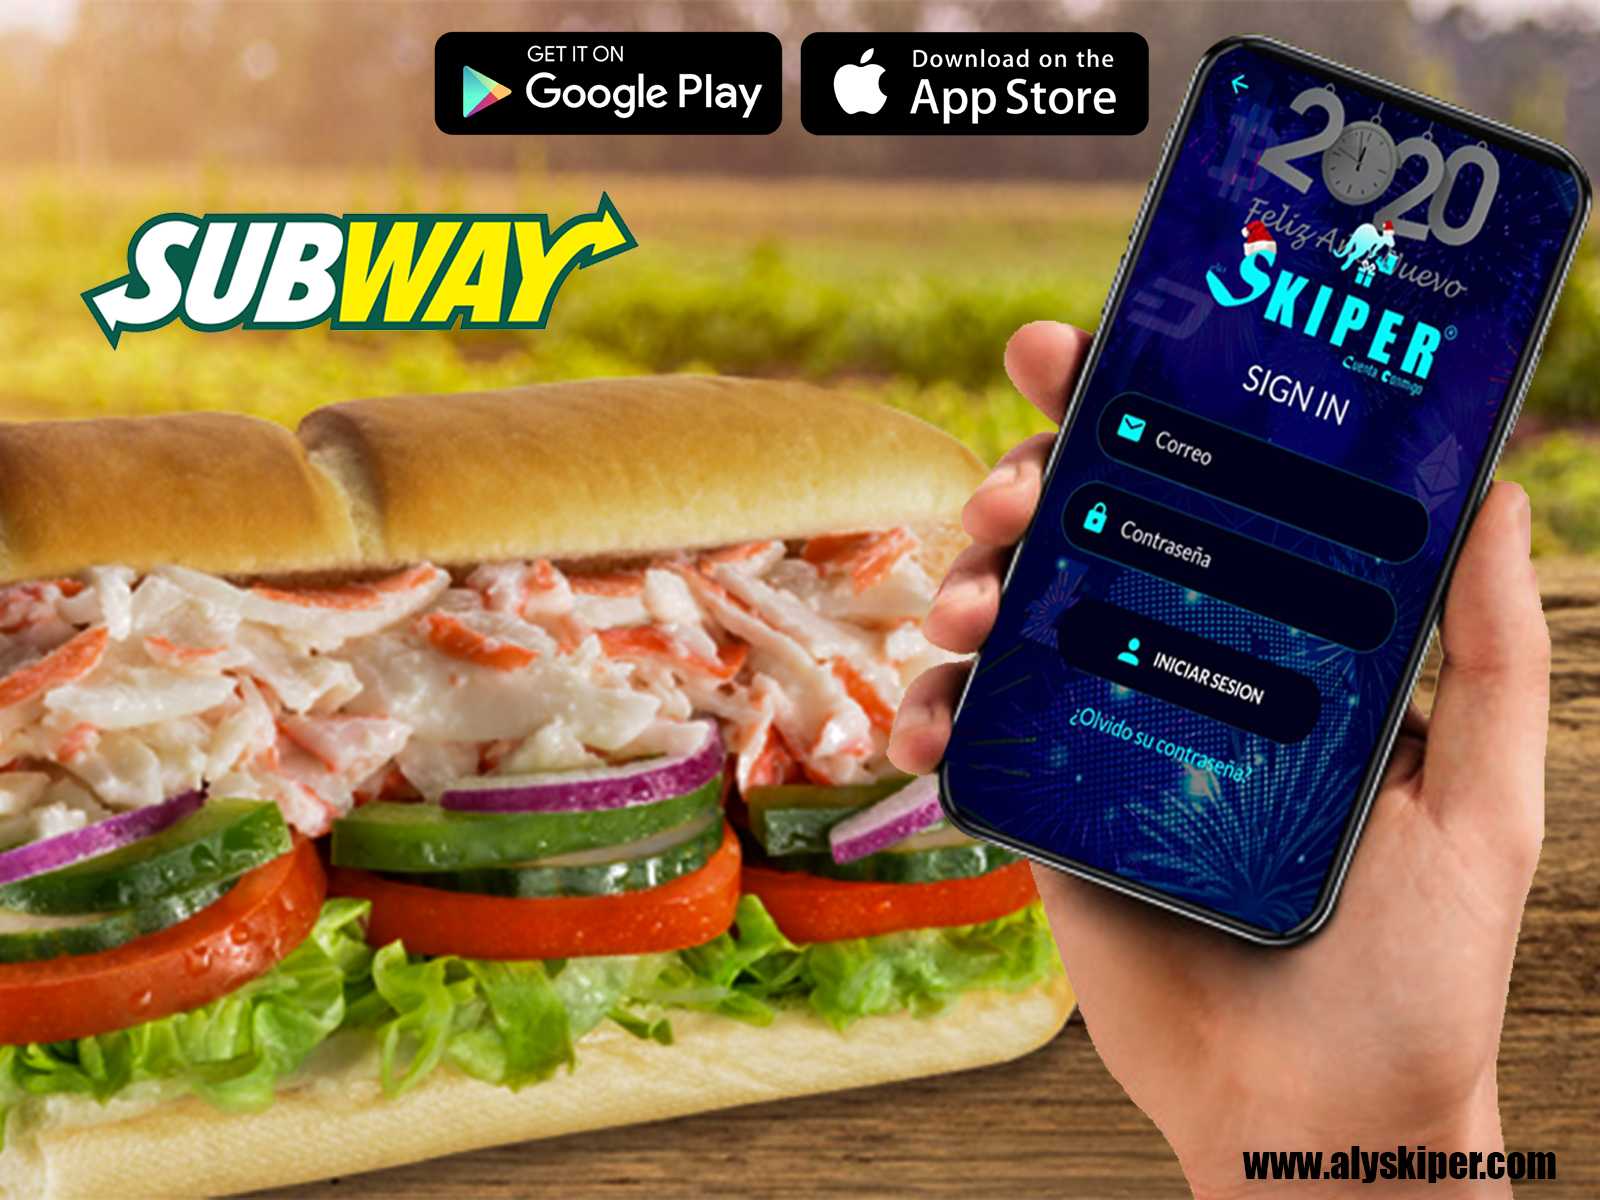 GET IT ON
Google Play
Download on the
App Store
SUBWAY
2020
Feliz Año Nuevo
SKIPER®
Cuenta Conmigo
SIGN IN
Correo
Contraseña
INICIAR SESION
¿Olvido su contraseña?
www.alyskiper.com